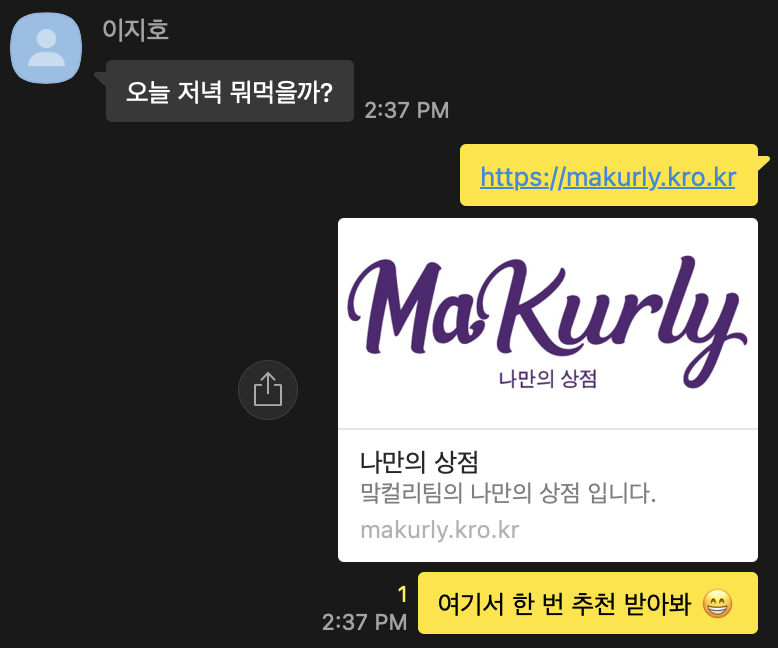 이지호
오늘 저녁 뭐먹을까?
2:37 PM
https://makurly.kro.kr
MaKurly
나만의 상점
나만의 상점
맠컬리팀의 나만의 상점 입니다.
makurly.kro.kr
1
2:37 PM
여기서 한 번 추천 받아봐 😁